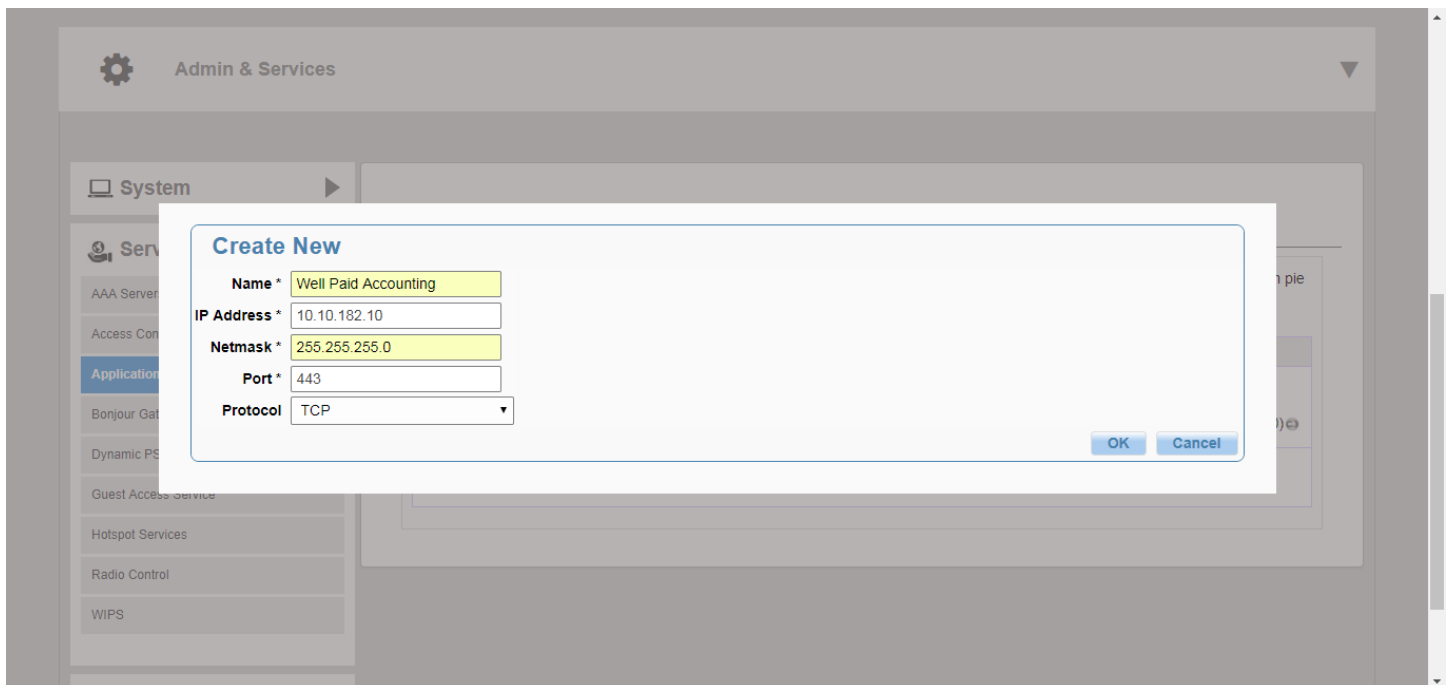 Admin & Services
System
Serv
AAA Server
Access Con
Application
Bonjour Gat
Dynamic PS
Guest Access Service
Hotspot Services
Radio Control
WIPS
Create New
Name * Well Paid Accounting
IP Address * 10.10.182.10
Netmask * 255.255.255.0
Port * 443
Protocol TCP
OK Cancel
n pie